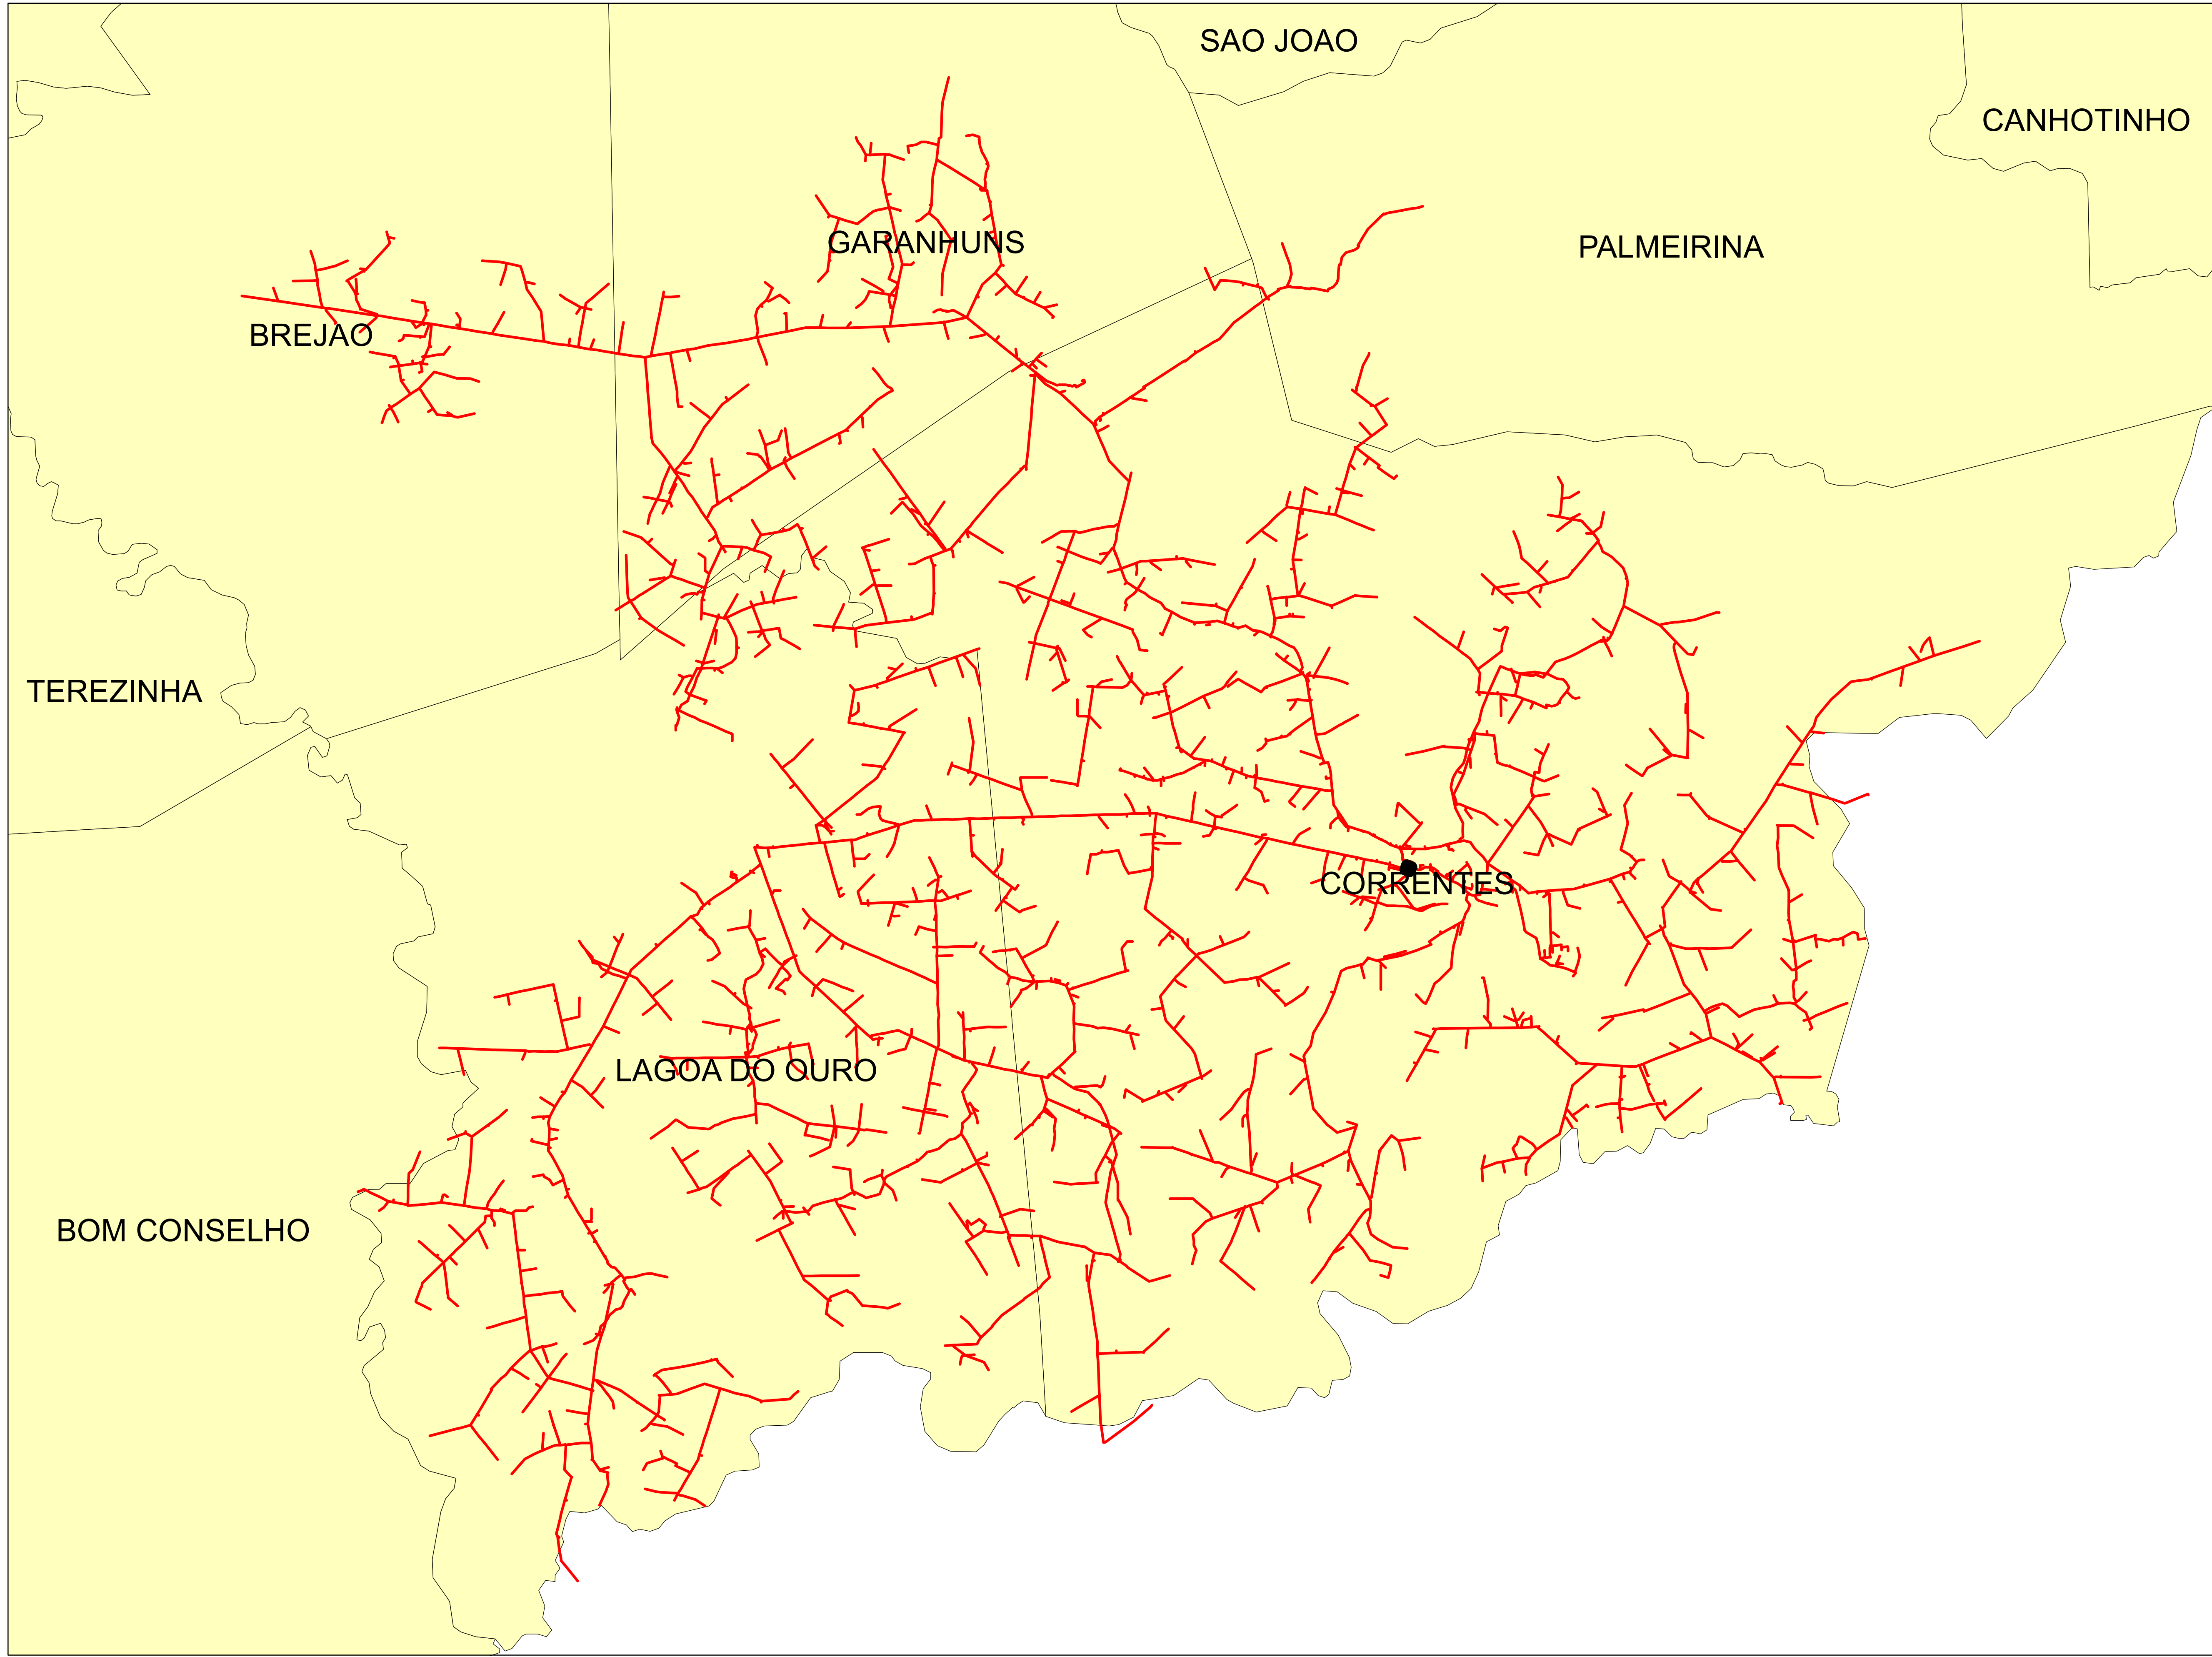 SAO JOAO
CANHOTINHO
GARANHUNS
PALMEIRINA
BREJAO
TEREZINHA
CORRENTES
LAGOA DO OURO
BOM CONSELHO